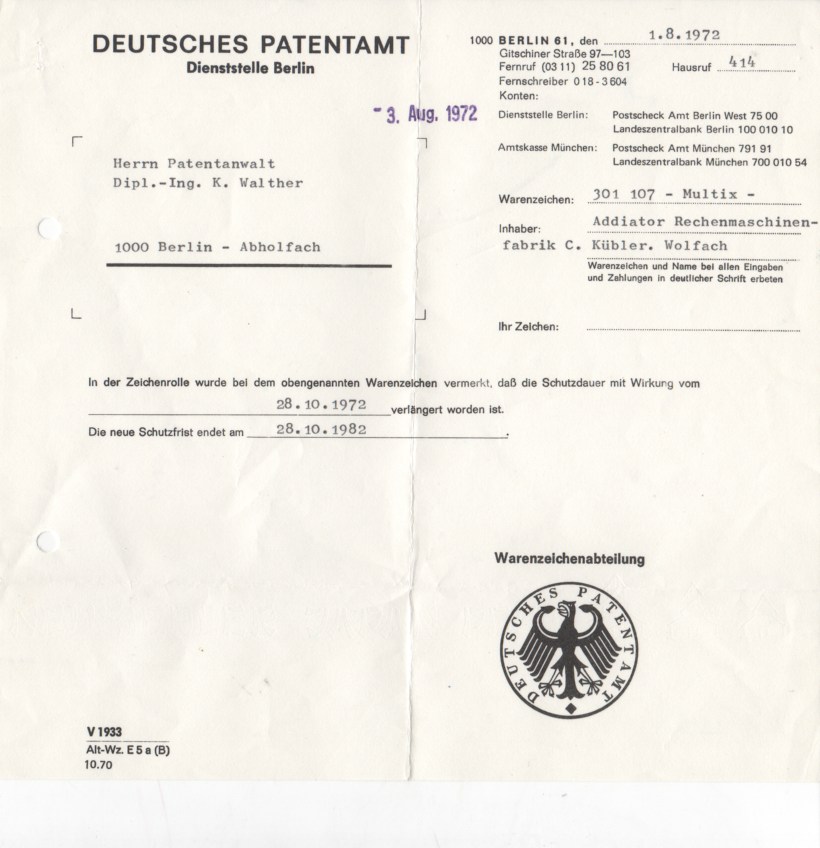 DEUTSCHES PATENTAMT
Dienststelle Berlin
1000 BERLIN 61, den 1.8.1972
Gitschiner Straße 97—103
Fernruf (03 11) 25 80 61 Hausruf 414
Fernschreiber 018-3604
Konten:
- 3. Aug. 1972
Dienststelle Berlin: Postscheck Amt Berlin West 75 00
Landeszentralbank Berlin 100 010 10
Amtskasse München: Postscheck Amt München 791 91
Landeszentralbank München 700 010 54
Herrn Patentanwalt
Dipl.-Ing. K. Walther
1000 Berlin - Abholfach
Warenzeichen: 301 107 - Multix -
Inhaber: Addiator Rechenmaschinen-
fabrik C. Kübler. Wolfach
Warenzeichen und Name bei allen Eingaben
und Zahlungen in deutlicher Schrift erbeten
Ihr Zeichen:
In der Zeichenrolle wurde bei dem obengenannten Warenzeichen vermerkt, daß die Schutzdauer mit Wirkung vom
28.10.1972 verlängert worden ist.
Die neue Schutzfrist endet am 28.10.1982.
Warenzeichenabteilung
DEUTSCHES PATENTAMT
V 1933
Alt-Wz. E 5 a (B)
10.70